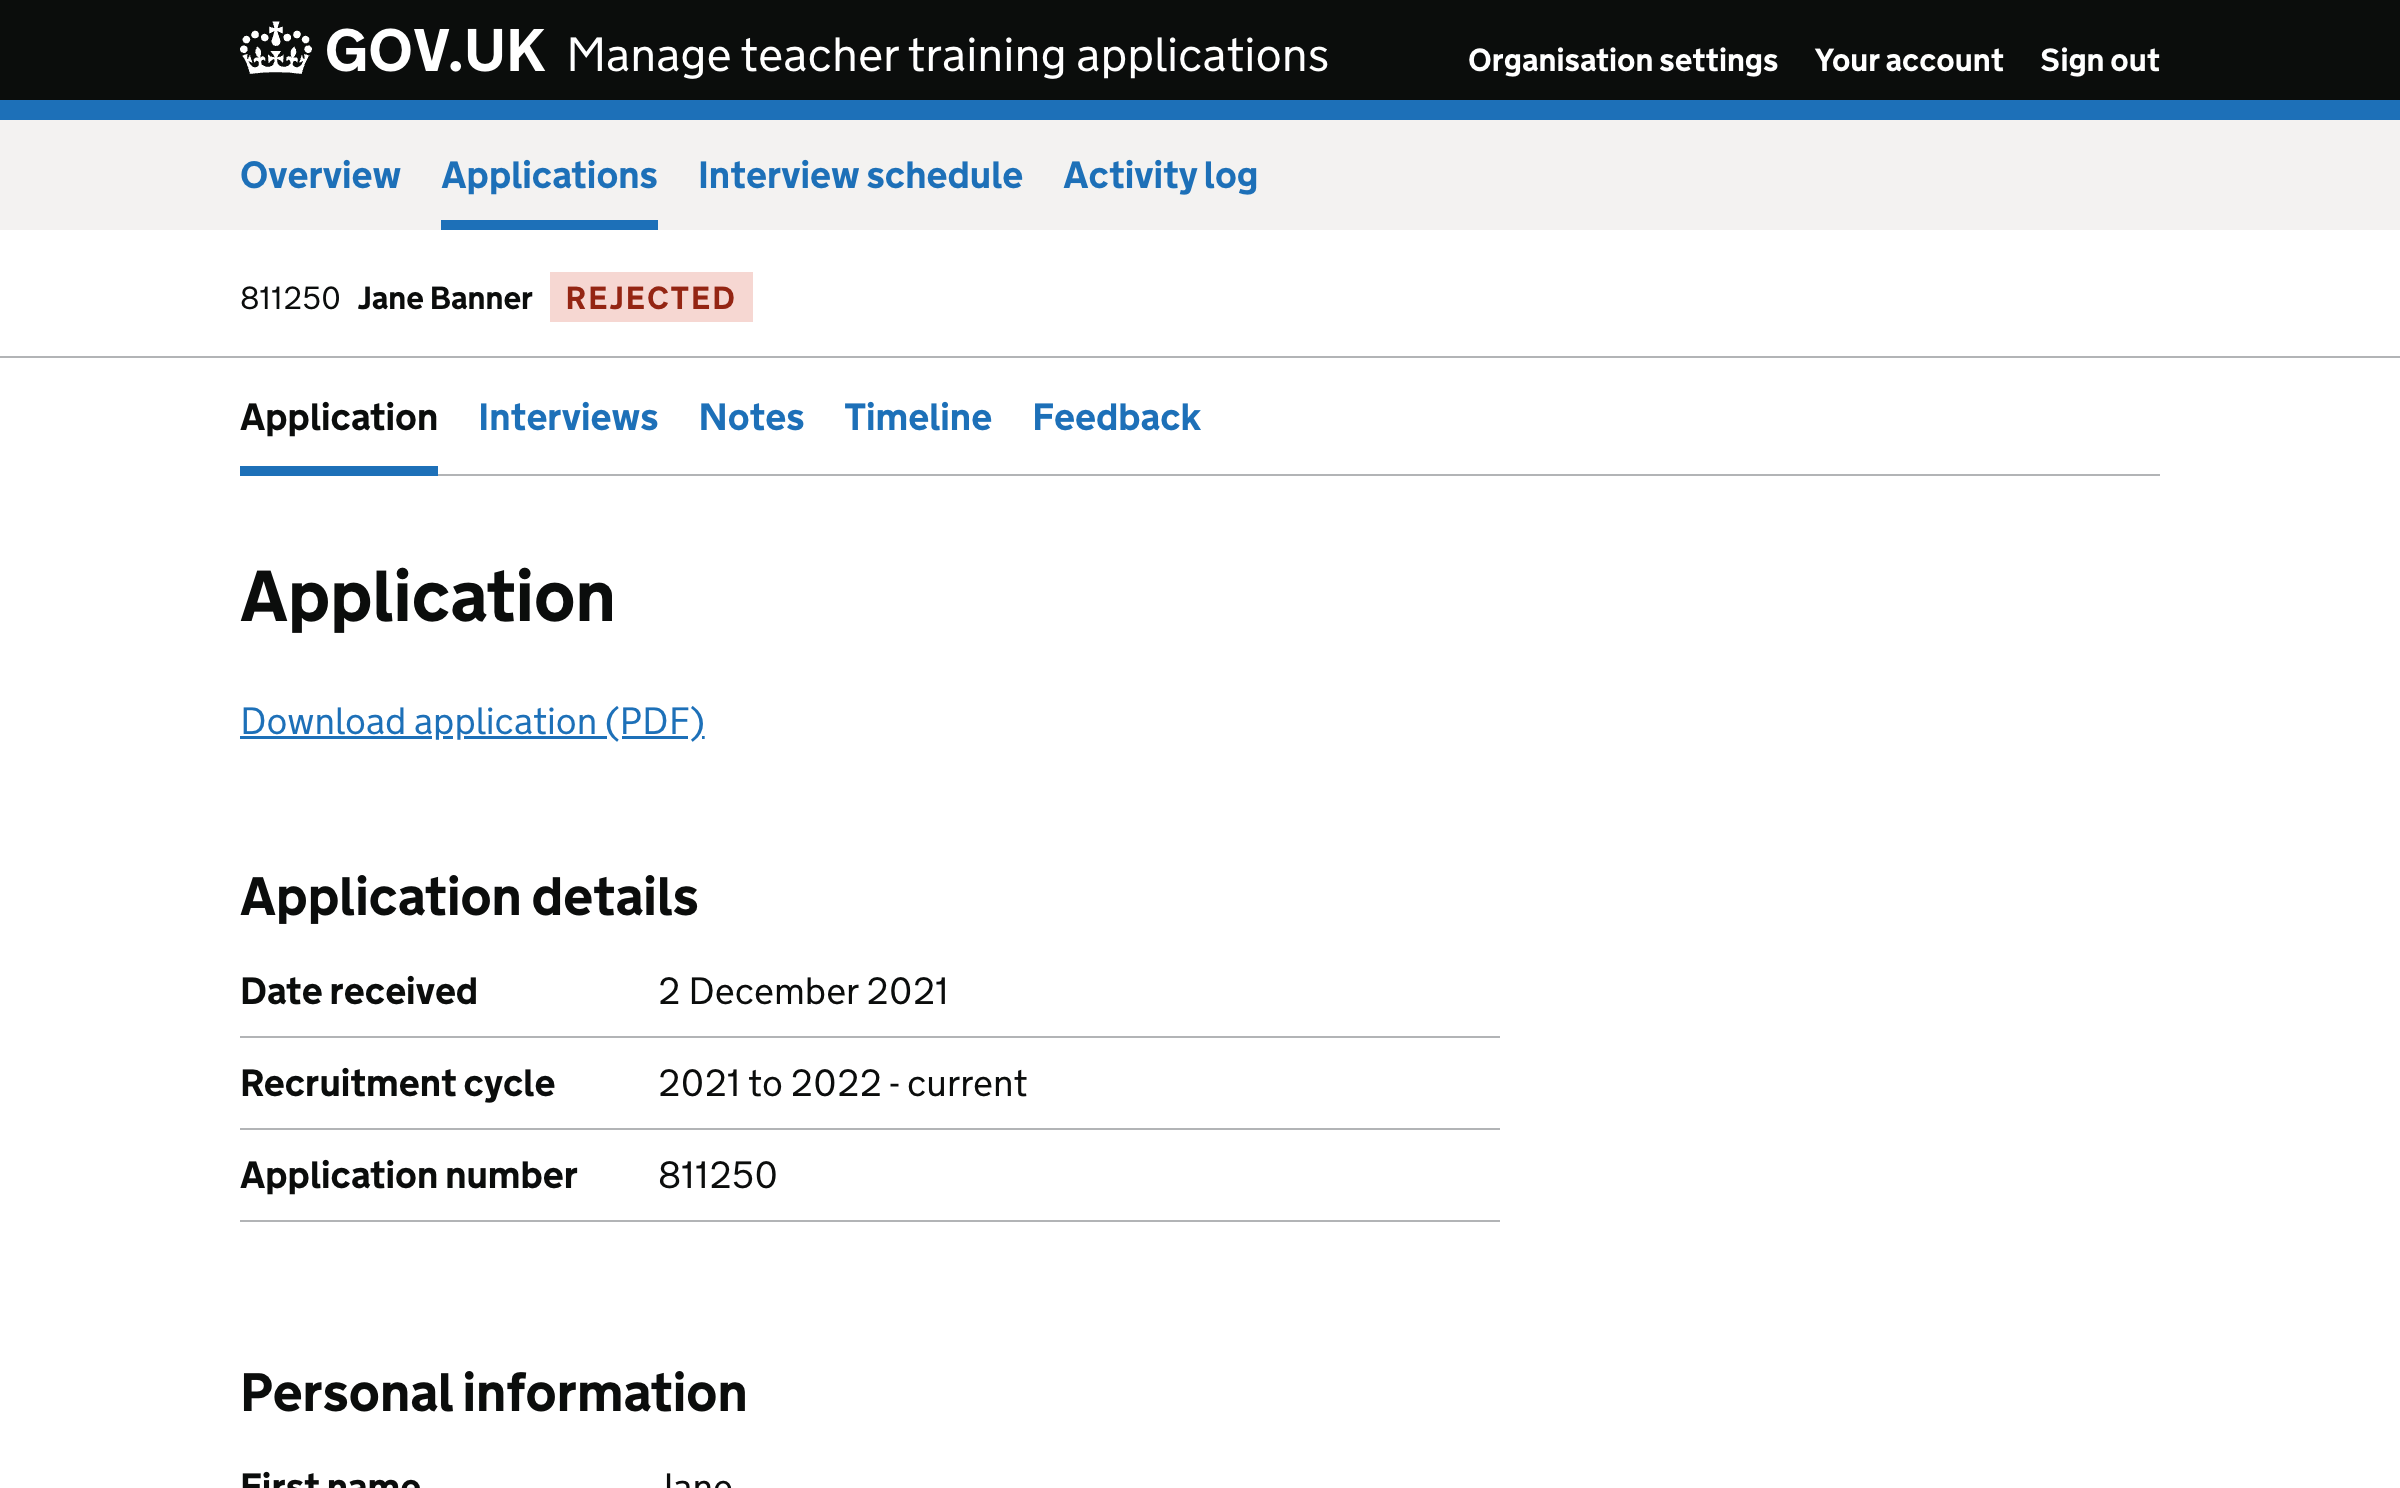 GOV.UK Manage teacher training applications Organisation settings Your account Sign out
Overview Applications Interview schedule Activity log
811250 Jane Banner REJECTED
Application Interviews Notes Timeline Feedback
Application
Download application (PDF)
Application details
Date received 2 December 2021
Recruitment cycle 2021 to 2022 - current
Application number 811250
Personal information
First name Jane